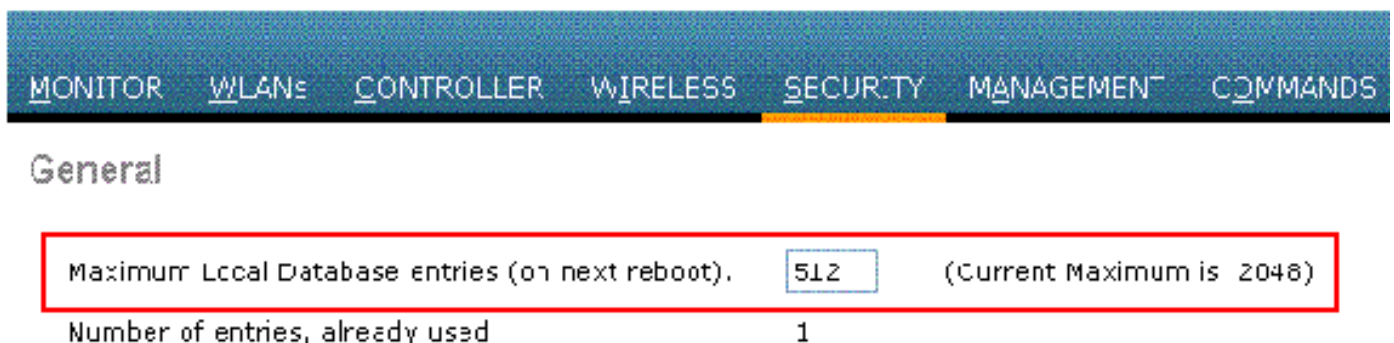 MONITOR WLANs CONTROLLER WIRELESS SECURITY MANAGEMENT COMMANDS
General
Maximum Local Database entries (on next reboot). 512 (Current Maximum is 2048)
Number of entries, already used 1